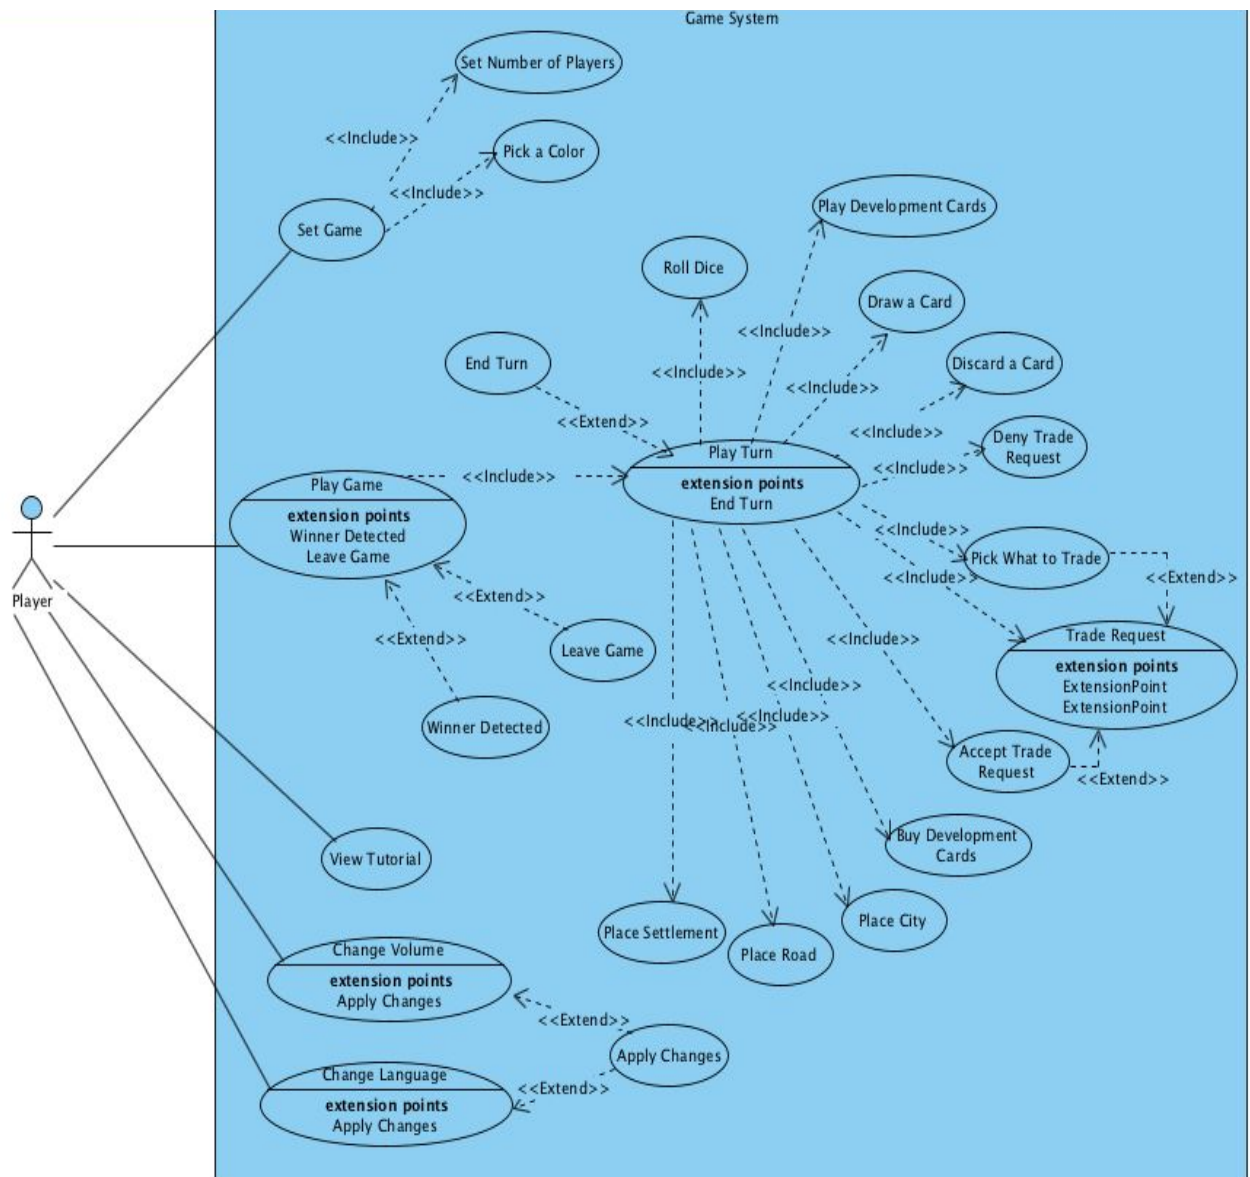 Game System
Set Number of Players
<<Include>>
Pick a Color
<<Include>>
Set Game
Play Development Cards
Roll Dice
Draw a Card
<<Include>>
End Turn
Discard a Card
<<Include>>
<<Include>>
<<Extend>>
<<Include>>
Deny Trade
Request
Play Turn
extension points
End Turn
<<Include>>
<<Include>>
Play Game
extension points
Winner Detected
Leave Game
<<Include>>
Pick What to Trade
<<Include>>
<<Extend>>
Player
<<Extend>>
<<Extend>>
<<Include>>
Trade Request
extension points
ExtensionPoint
ExtensionPoint
Leave Game
<<Include>>
<<Include>>
<<Include>>
<<Include>>
Winner Detected
Accept Trade
Request
<<Extend>>
Buy Development
Cards
View Tutorial
Place City
Place Settlement
Place Road
Change Volume
extension points
Apply Changes
<<Extend>>
Apply Changes
Change Language
<<Extend>>
extension points
Apply Changes